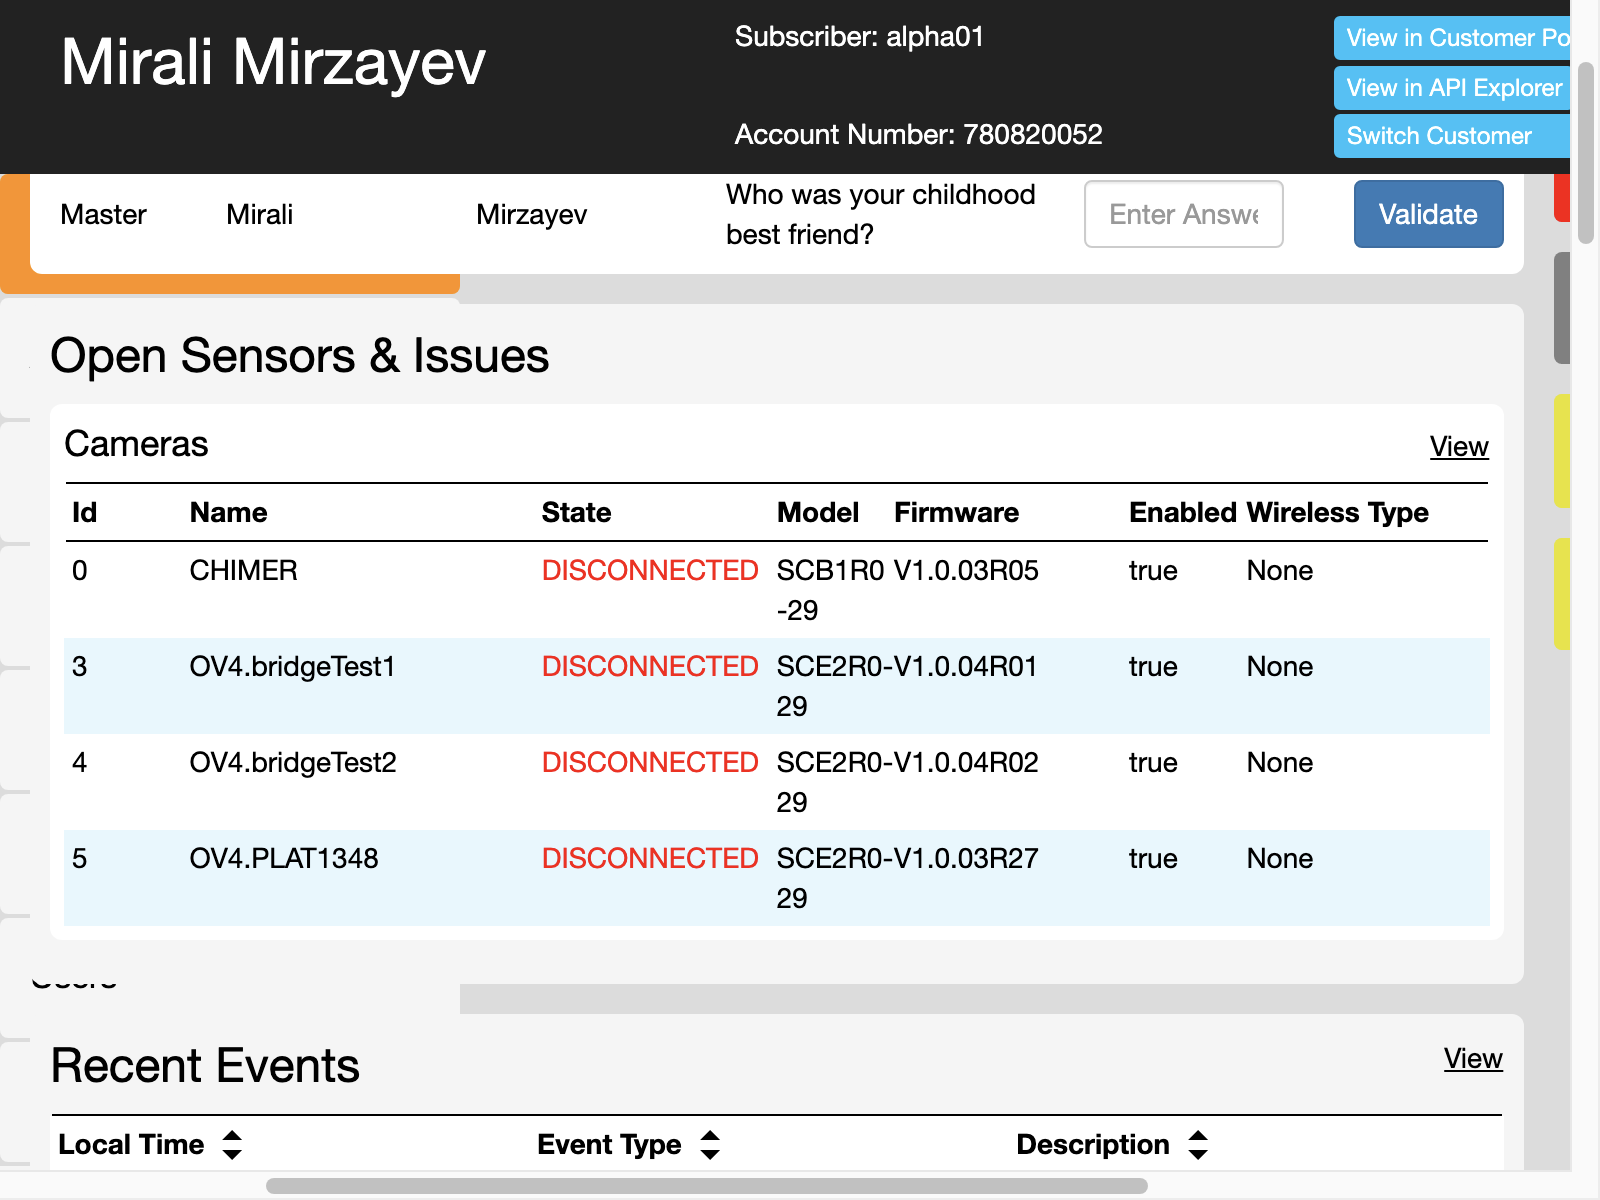 Mirali Mirzayev
Subscriber: alpha01
Account Number: 780820052
View in Customer Po
View in API Explorer
Switch Customer
Master Mirali Mirzayev
Who was your childhood
best friend?
Enter Answe
Validate
Open Sensors & Issues
Cameras
View
Id Name State Model Firmware Enabled Wireless Type
0 CHIMER DISCONNECTED SCB1R0 V1.0.03R05 true None
-29
3 OV4.bridgeTest1 DISCONNECTED SCE2R0- V1.0.04R01 true None
29
4 OV4.bridgeTest2 DISCONNECTED SCE2R0- V1.0.04R02 true None
29
5 OV4.PLAT1348 DISCONNECTED SCE2R0- V1.0.03R27 true None
29
Recent Events
View
Local Time Event Type Description